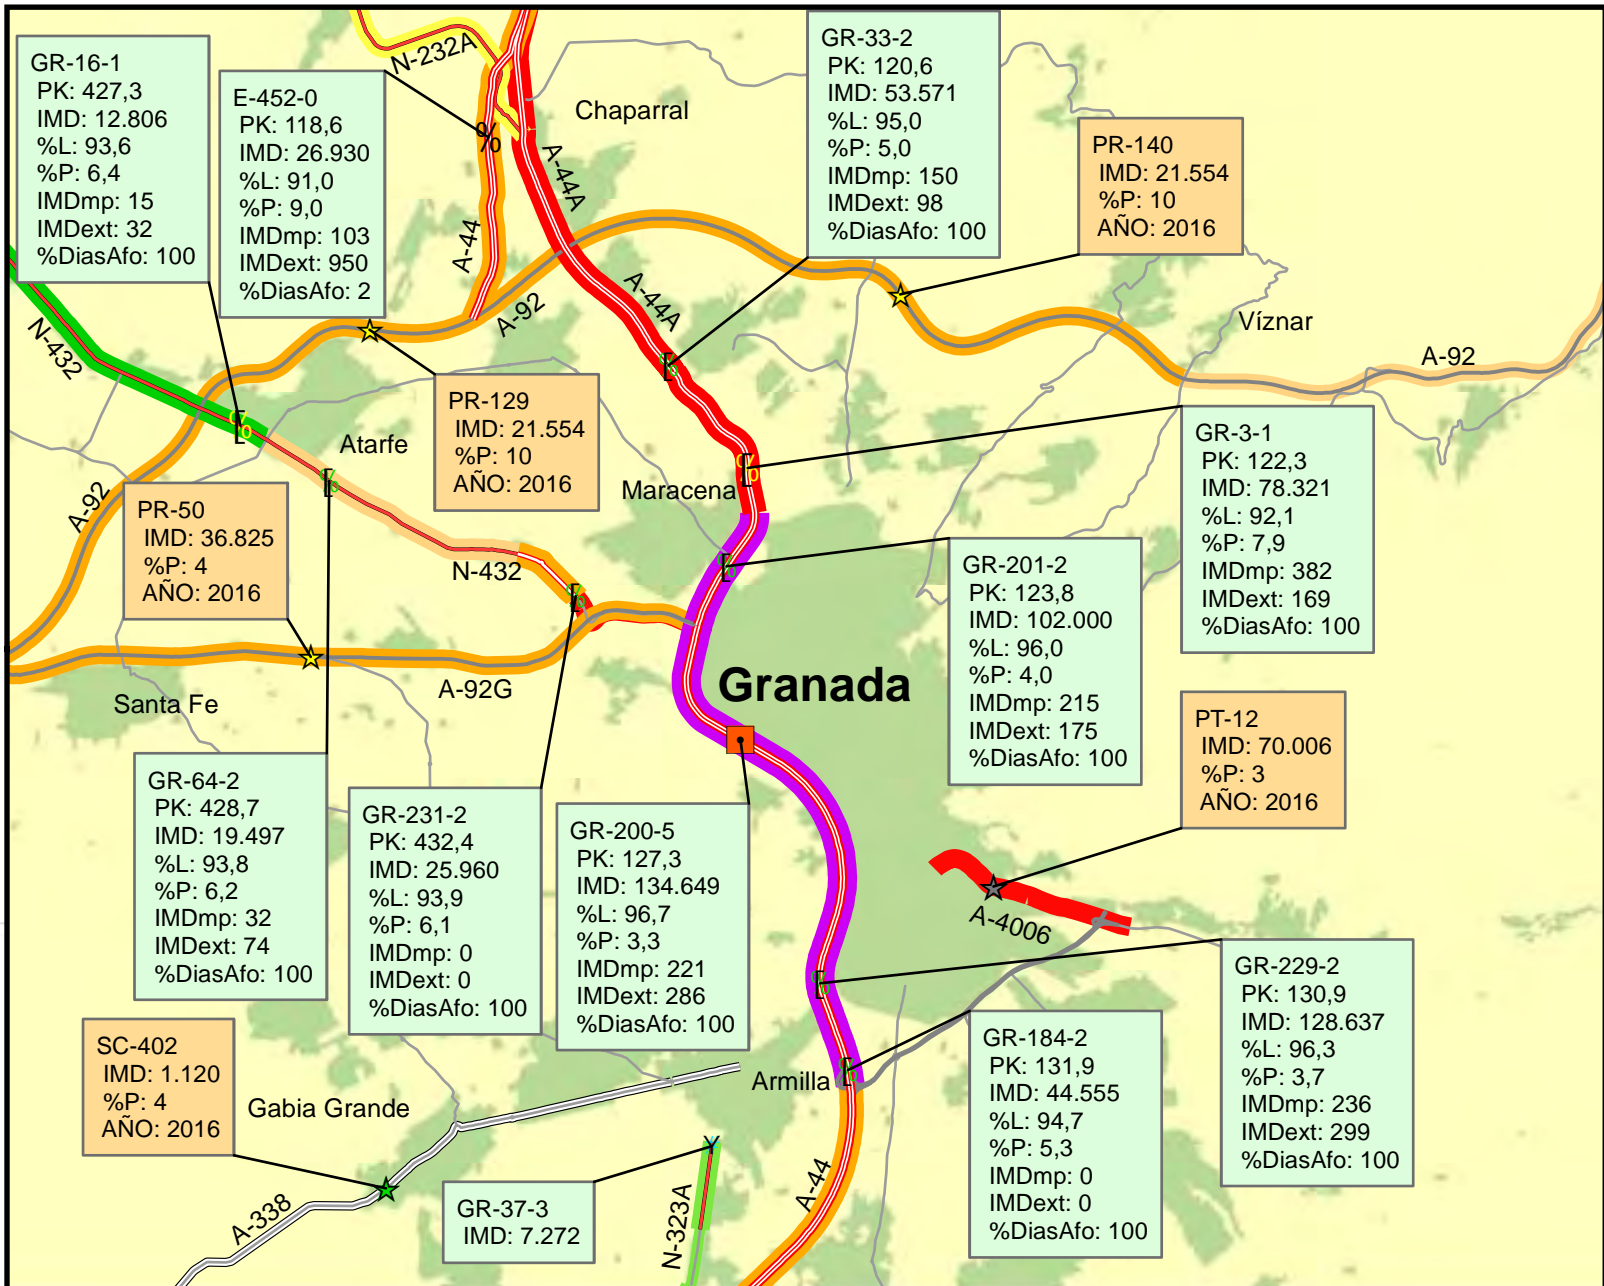 GR-16-1
PK: 427,3
IMD: 12.806
%L: 93,6
%P: 6,4
IMDmp: 15
IMDext: 32
%DiasAfo: 100
E-452-0
PK: 118,6
IMD: 26.930
%L: 91,0
%P: 9,0
IMDmp: 103
IMDext: 950
%DiasAfo: 2
N-232A
%
Chaparral
GR-33-2
PK: 120,6
IMD: 53.571
%L: 95,0
%P: 5,0
IMDmp: 150
IMDext: 98
%DiasAfo: 100
PR-140
IMD: 21.554
%P: 10
AÑO: 2016
A-44A
A-44
A-92
A-44A
N-432
Víznar
A-92
PR-129
IMD: 21.554
%P: 10
AÑO: 2016
Atarfe
Maracena
GR-3-1
PK: 122,3
IMD: 78.321
%L: 92,1
%P: 7,9
IMDmp: 382
IMDext: 169
%DiasAfo: 100
A-92
PR-50
IMD: 36.825
%P: 4
AÑO: 2016
N-432
GR-201-2
PK: 123,8
IMD: 102.000
%L: 96,0
%P: 4,0
IMDmp: 215
IMDext: 175
%DiasAfo: 100
A-92G
Santa Fe
Granada
PT-12
IMD: 70.006
%P: 3
AÑO: 2016
GR-64-2
PK: 428,7
IMD: 19.497
%L: 93,8
%P: 6,2
IMDmp: 32
IMDext: 74
%DiasAfo: 100
GR-231-2
PK: 432,4
IMD: 25.960
%L: 93,9
%P: 6,1
IMDmp: 0
IMDext: 0
%DiasAfo: 100
GR-200-5
PK: 127,3
IMD: 134.649
%L: 96,7
%P: 3,3
IMDmp: 221
IMDext: 286
%DiasAfo: 100
A-4006
GR-229-2
PK: 130,9
IMD: 128.637
%L: 96,3
%P: 3,7
IMDmp: 236
IMDext: 299
%DiasAfo: 100
GR-184-2
PK: 131,9
IMD: 44.555
%L: 94,7
%P: 5,3
IMDmp: 0
IMDext: 0
%DiasAfo: 100
SC-402
IMD: 1.120
%P: 4
AÑO: 2016
Gabia Grande
Armilla
A-338
GR-37-3
IMD: 7.272
N-323A
A-44